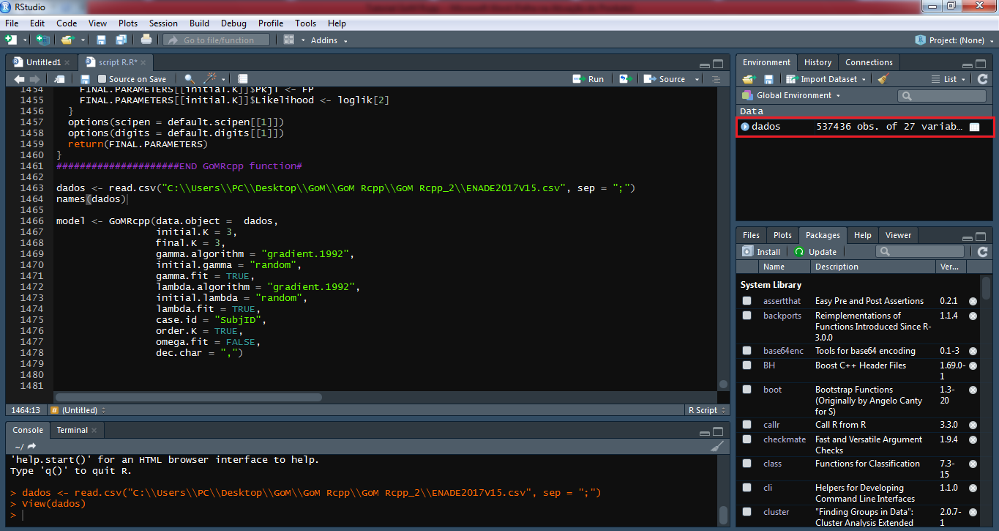 RStudio
File Edit Code View Plots Session Build Debug Profile Tools Help
Go to file/function Addins Project: (None)
Untitled1 script R.R*
Source on Save Run Source
1454 FINAL.PARAMETERS[[initial.K]]$Pkjl <- FP
1455 FINAL.PARAMETERS[[initial.K]]$Likelihood <- loglik[2]
1456 }
1457 options(scipen = default.scipen[[1]])
1458 options(digits = default.digits[[1]])
1459 return(FINAL.PARAMETERS)
1460 }
1461 #####################END GoMRcpp function#
1462
1463 dados <- read.csv("C:\\Users\\PC\\Desktop\\GoM\\GoM Rcpp\\GoM Rcpp_2\\ENADE2017V15.csv", sep = ";")
1464 names(dados)
1465
1466 model <- GoMRcpp(data.object = dados,
1467 initial.K = 3,
1468 final.K = 3,
1469 gamma.algorithm = "gradient.1992",
1470 initial.gamma = "random",
1471 gamma.fit = TRUE,
1472 lambda.algorithm = "gradient.1992",
1473 initial.lambda = "random",
1474 lambda.fit = TRUE,
1475 case.id = "SubjID",
1476 order.K = TRUE,
1477 omega.fit = FALSE,
1478 dec.char = ",")
1479
1480
1481
1464:13 # (Untitled) R Script
Console Terminal
~/
'help.start()' for an HTML browser interface to help.
Type 'q()' to quit R.
> dados <- read.csv("C:\\Users\\PC\\Desktop\\GoM\\GoM Rcpp\\GoM Rcpp_2\\ENADE2017V15.csv", sep = ";")
> View(dados)
>
Environment History Connections
Import Dataset List
Global Environment
Data
dados 537436 obs. of 27 variab...
Files Plots Packages Help Viewer
Install Update
Name Description Ver...
System Library
assertthat Easy Pre and Post Assertions 0.2.1
backports Reimplementations of 1.1.4
Functions Introduced Since R-
3.0.0
base64enc Tools for base64 encoding 0.1-3
BH Boost C++ Header Files 1.69.0-
1
boot Bootstrap Functions 1.3-
(Originally by Angelo Canty 20
for S)
callr Call R from R 3.3.0
checkmate Fast and Versatile Argument 1.9.4
Checks
class Functions for Classification 7.3-
15
cli Helpers for Developing 1.1.0
Command Line Interfaces
cluster "Finding Groups in Data": 2.0.7-
Cluster Analysis Extended 1